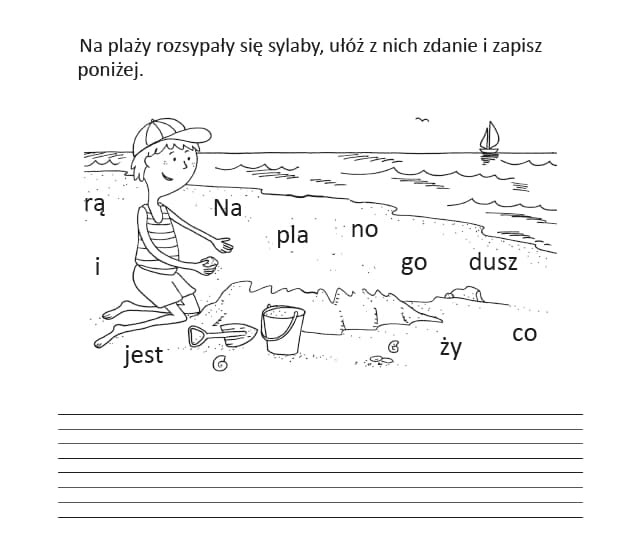 Na plaży rozsypały się sylaby, ułóż z nich zdanie i zapisz
poniżej.
rą
Na
pla
no
i
go
dusz
jest
ży
co